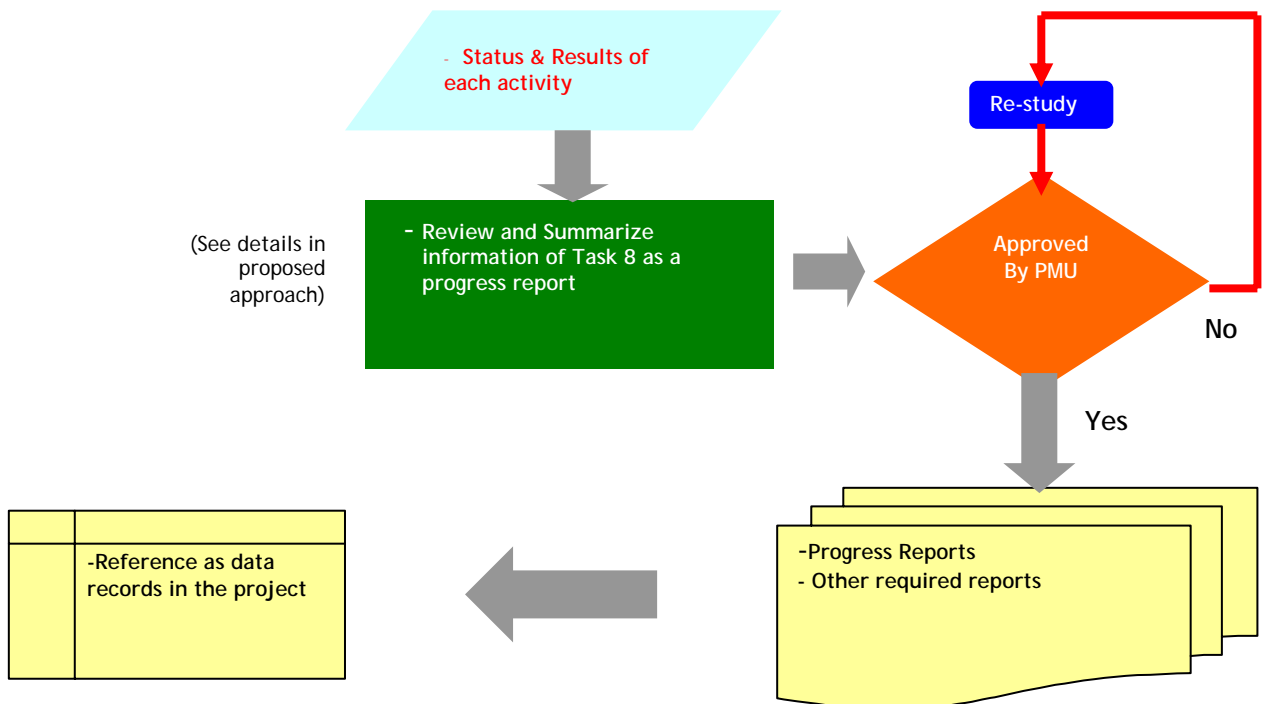 - Status & Results of
each activity
Re-study
(See details in
proposed
approach)
- Review and Summarize
information of Task 8 as a
progress report
Approved
By PMU
No
Yes
-Reference as data
records in the project
-Progress Reports
- Other required reports